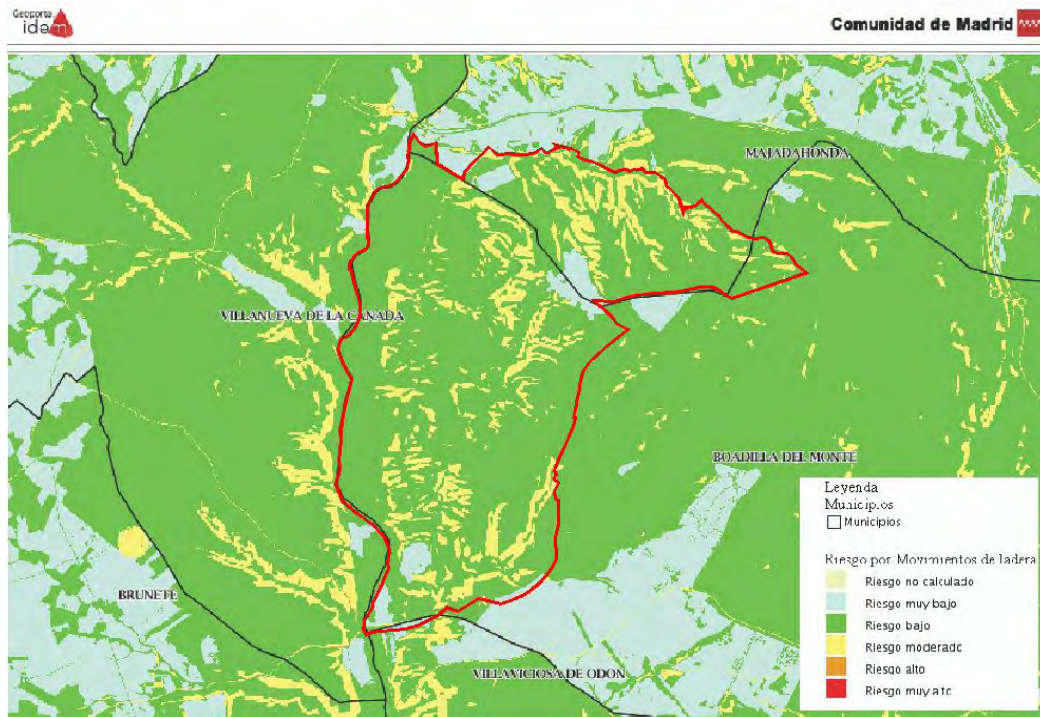 Geoporta
idem
Comunidad de Madrid
MAJADAHONDA
VILLANUEVA DE LA CAÑADA
BOADILLA DEL MONTE
BRUNETE
VILLAVICIOSA DE ODON
Leyenda
Municipios
Municipios
Riesgo por Movimientos de ladera
Riesgo no calculado
Riesgo muy bajo
Riesgo bajo
Riesgo moderado
Riesgo alto
Riesgo muy alto